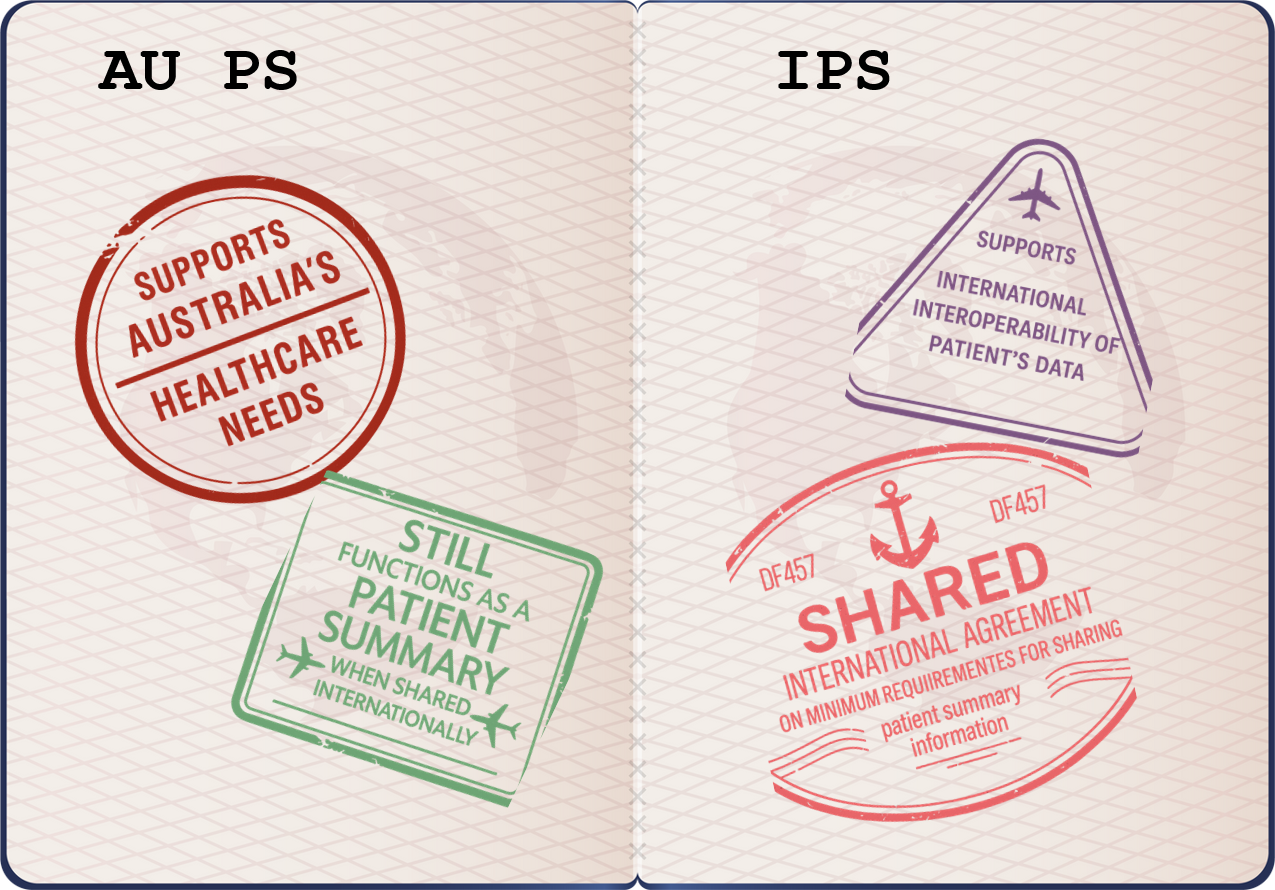 AU PS
SUPPORTS
AUSTRALIA'S
HEALTHCARE
NEEDS
STILL
FUNCTIONS AS A
PATIENT
SUMMARY
WHEN SHARED
INTERNATIONALLY
IPS
SUPPORTS
INTERNATIONAL
INTEROPERABILITY OF
PATIENT'S DATA
DF457
DF457
SHARED
INTERNATIONAL AGREEMENT
ON MINIMUM REQUIIREMENTES FOR SHARING
patient summary
information